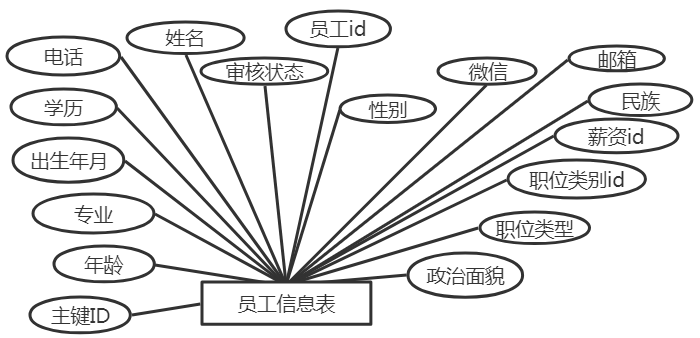 员工id
姓名
电话
审核状态
微信
邮箱
学历
性别
民族
薪资id
出生年月
职位类别id
专业
职位类型
年龄
政治面貌
员工信息表
主键ID